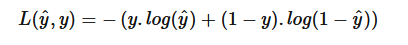 L(ŷ, y) = − (y. log(ŷ) + (1 − y). log(1 − ŷ))